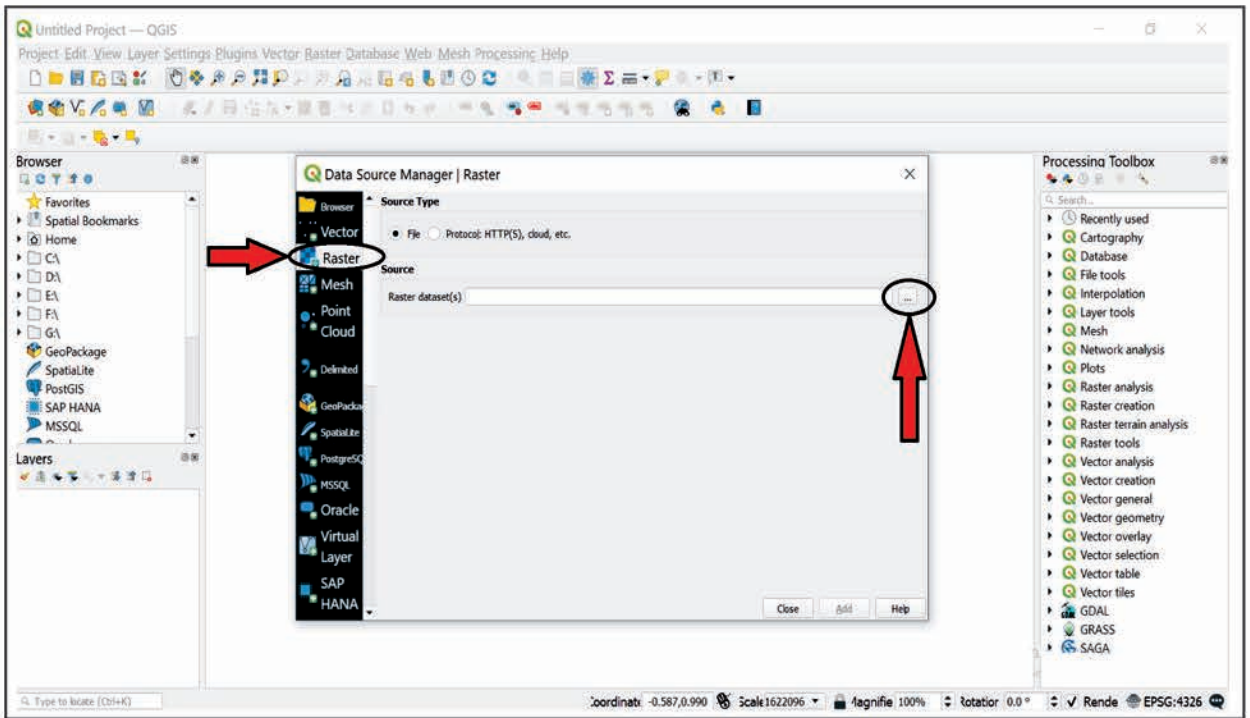 Untitled Project — QGIS
Project Edit View Layer Settings Plugins Vector Raster Database Web Mesh Processing Help
Browser
Favorites
Spatial Bookmarks
Home
C:\
D:\
E:\
F:\
G:\
GeoPackage
SpatiaLite
PostGIS
SAP HANA
MSSQL
Layers
Data Source Manager | Raster
Browser
Vector
Raster
Mesh
Point
Cloud
Delimited
GeoPacka
SpatiaLite
PostgreSQ
MSSQL
Oracle
Virtual
Layer
SAP
HANA
Source Type
File Protocol: HTTP(S), cloud, etc.
Source
Raster dataset(s) ...
Close Add Help
Processing Toolbox
Search...
Recently used
Cartography
Database
File tools
Interpolation
Layer tools
Mesh
Network analysis
Plots
Raster analysis
Raster creation
Raster terrain analysis
Raster tools
Vector analysis
Vector creation
Vector general
Vector geometry
Vector overlay
Vector selection
Vector table
Vector tiles
GDAL
GRASS
SAGA
Type to locate (Ctrl+K) -0.587,0.990 Scale 1622096 100% 0.0 ° Rende EPSG:4326